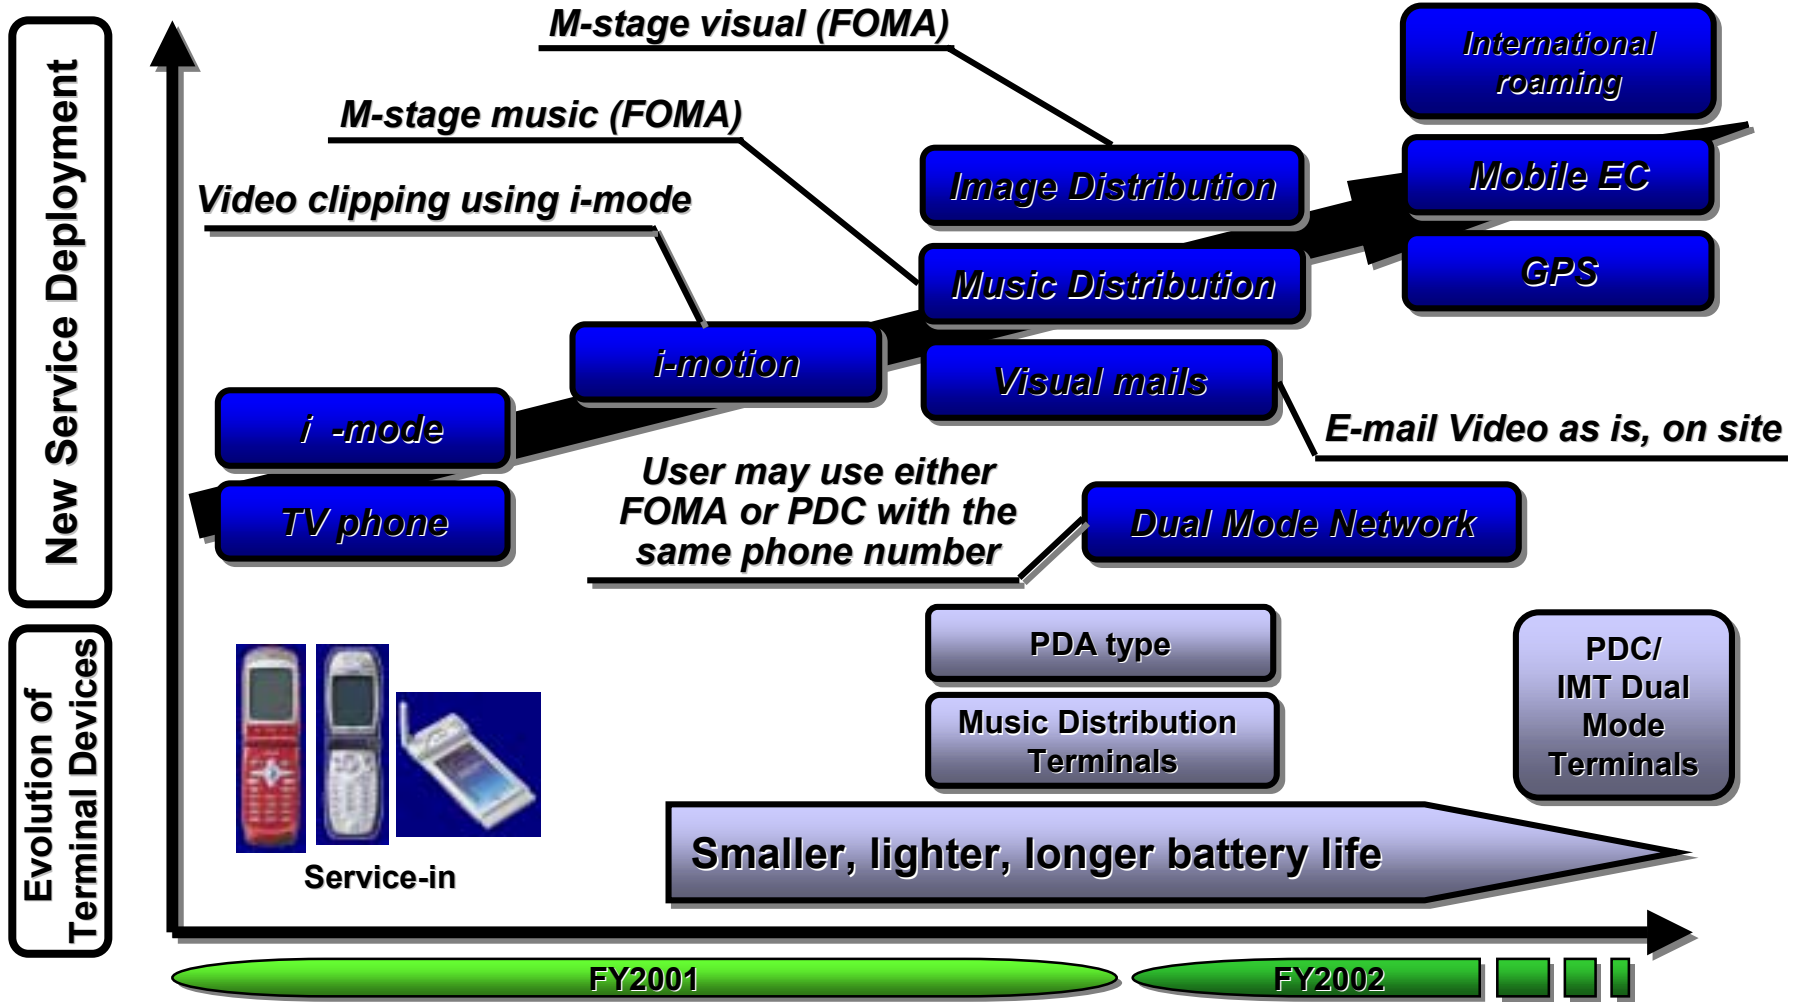 New Service Deployment
M-stage visual (FOMA)
International
roaming
M-stage music (FOMA)
Image Distribution
Mobile EC
Video clipping using i-mode
Music Distribution
GPS
i-motion
Visual mails
i -mode
E-mail Video as is, on site
TV phone
User may use either
FOMA or PDC with the
same phone number
Dual Mode Network
Evolution of
Terminal Devices
PDA type
Music Distribution
Terminals
PDC/
IMT Dual
Mode
Terminals
Service-in
Smaller, lighter, longer battery life
FY2001
FY2002